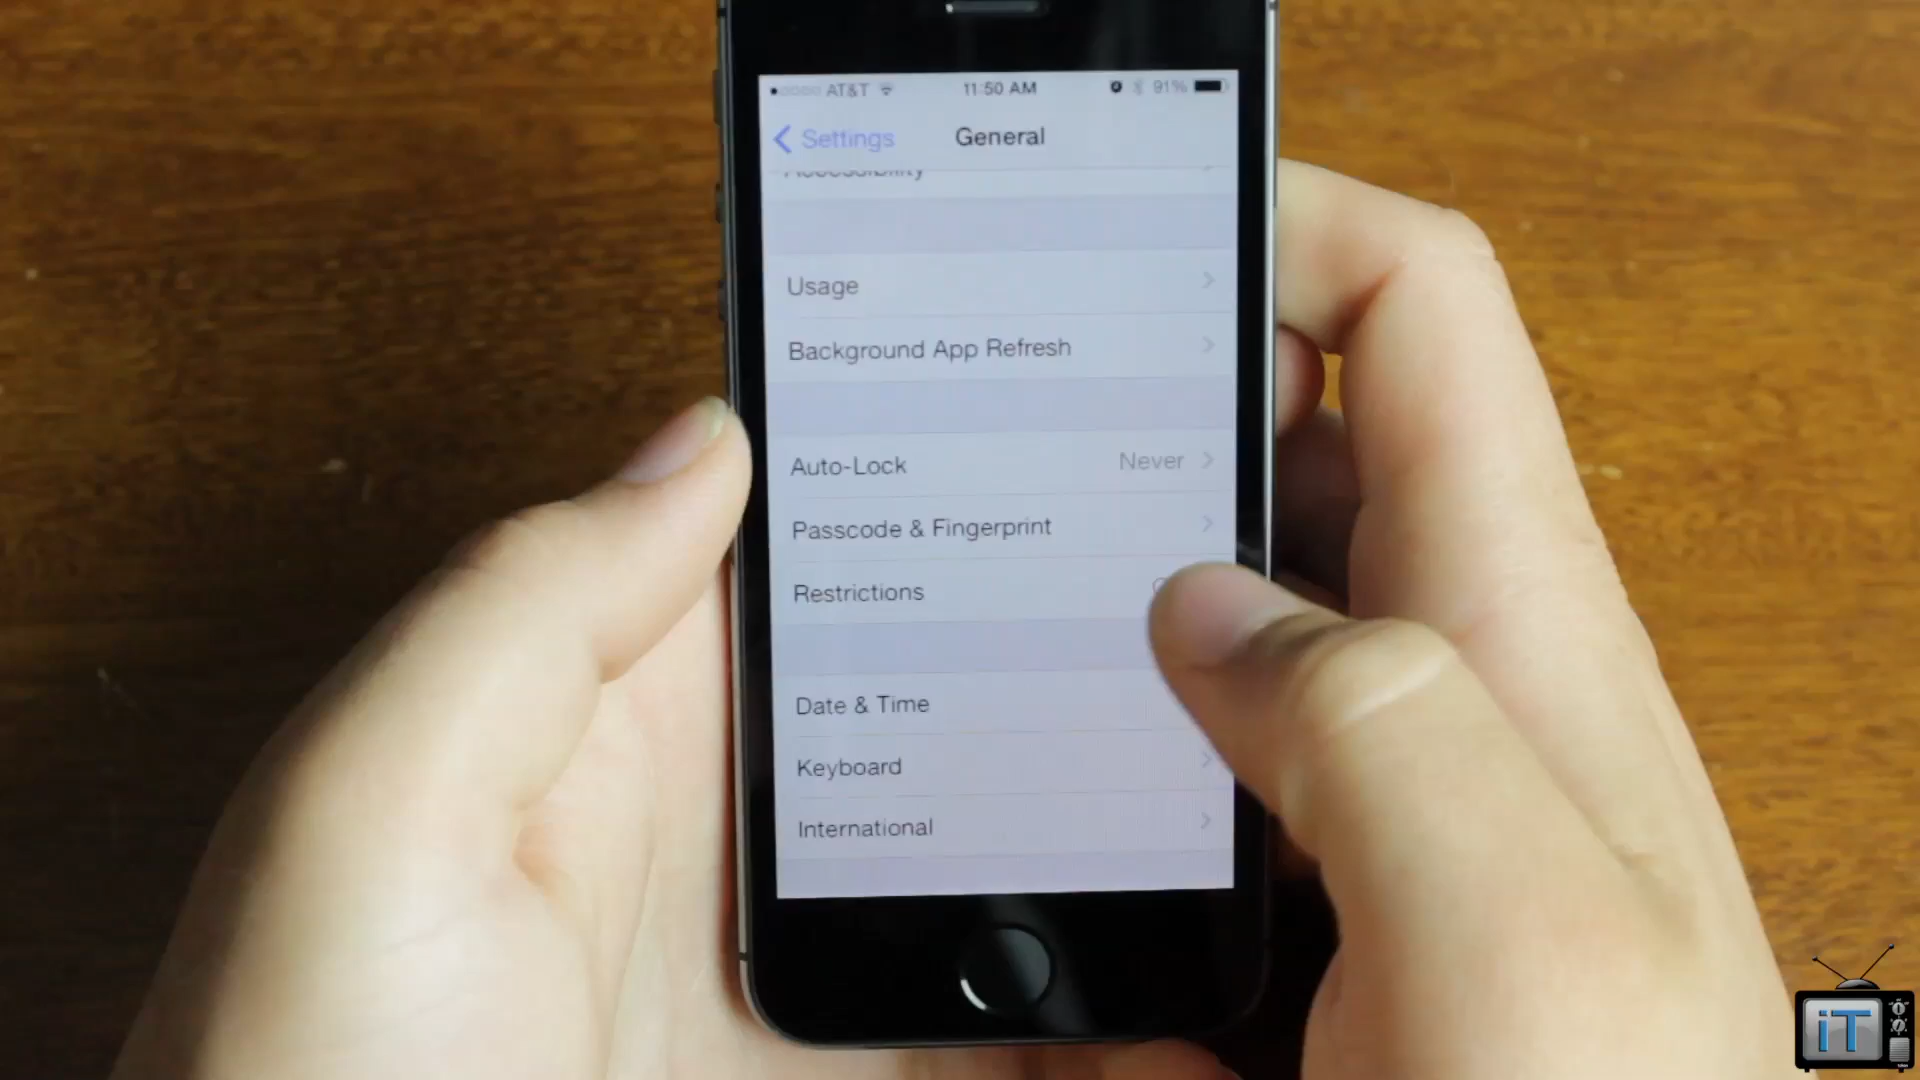 AT&T 11:50 AM 91%
Settings General
Accessibility
Usage
Background App Refresh
Auto-Lock Never
Passcode & Fingerprint
Restrictions
Date & Time
Keyboard
International
iT